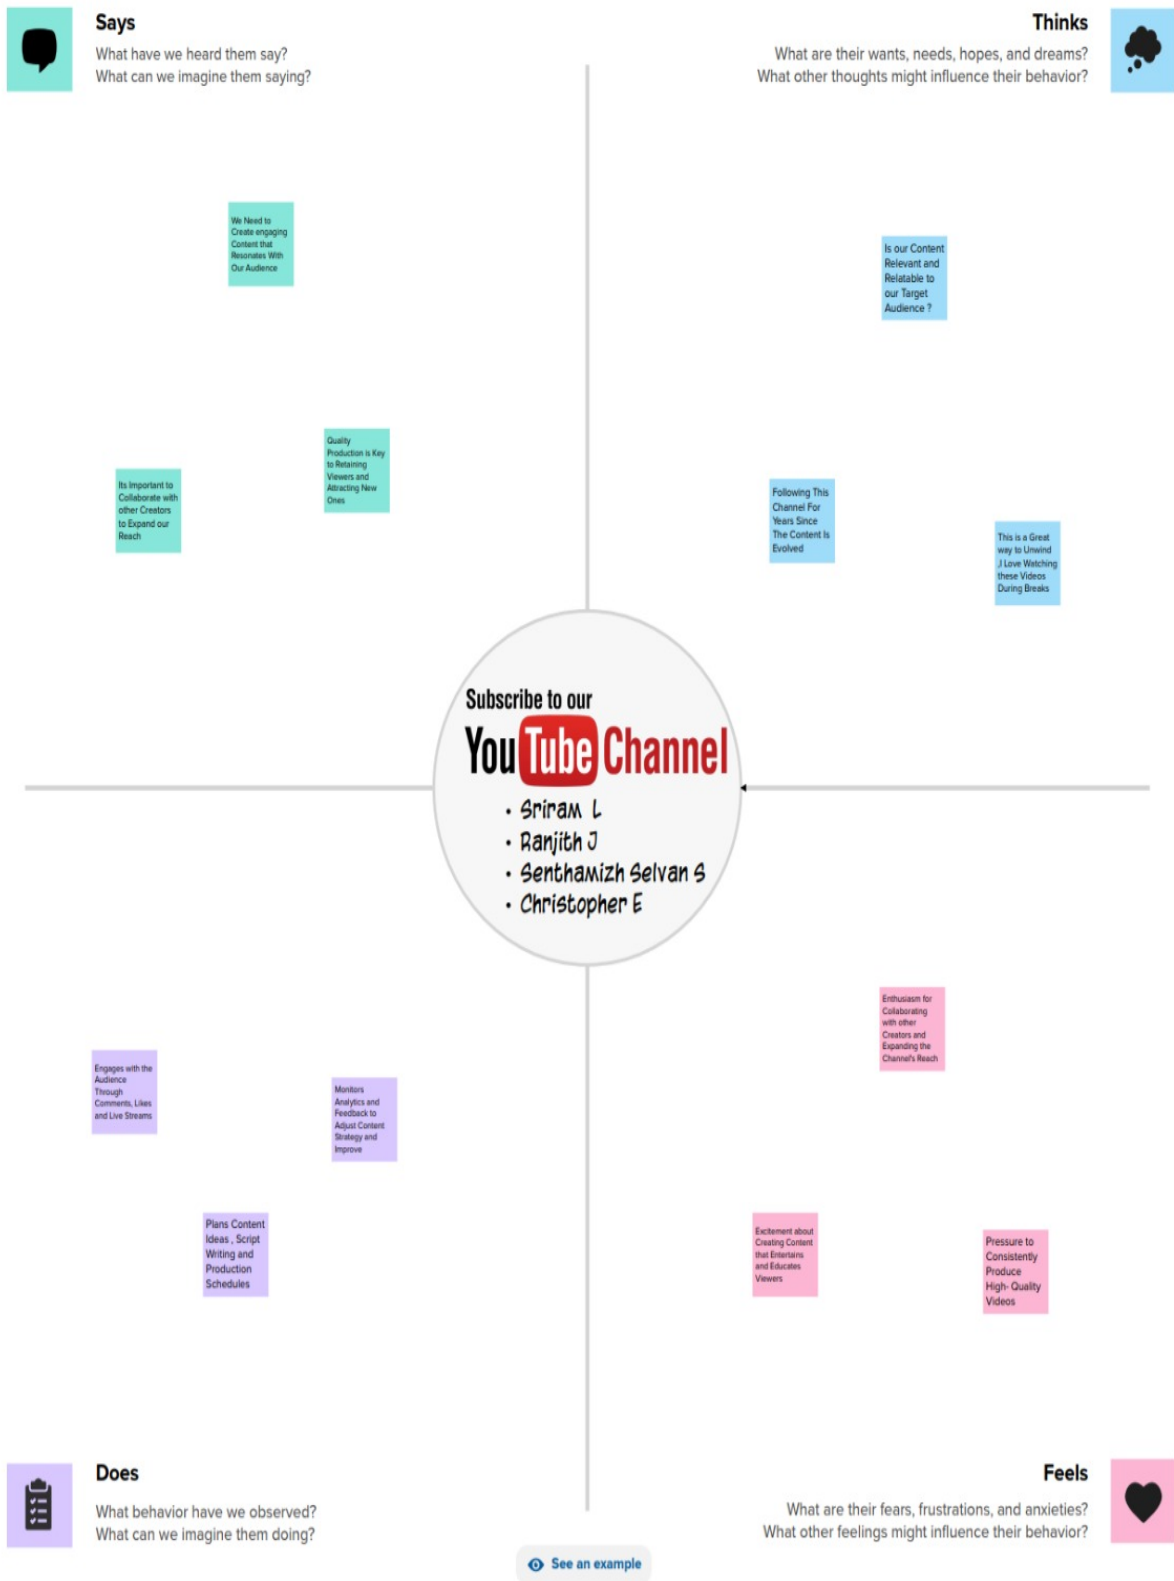 Says
What have we heard them say?
What can we imagine them saying?
Thinks
What are their wants, needs, hopes, and dreams?
What other thoughts might influence their behavior?
We Need to
Create engaging
Content that
Resonates With
Our Audience
Its Important to
Collaborate with
other Creators
to Expand our
Reach
Quality
Production is Key
to Retaining
Viewers and
Attracting New
Ones
Is our Content
Relevant and
Relatable to
our Target
Audience ?
Following This
Channel For
Years Since
The Content Is
Evolved
This is a Great
way to Unwind
.I Love Watching
these Videos
During Breaks
Subscribe to our
YouTube Channel
• Sriram L
• Ranjith J
• Senthamizh Selvan S
• Christopher E
Engages with the
Audience
Through
Comments, Likes
and Live Streams
Monitors
Analytics and
Feedback to
Adjust Content
Strategy and
Improve
Plans Content
Ideas , Script
Writing and
Production
Schedules
Enthusiasm for
Collaborating
with other
Creators and
Expanding the
Channel's Reach
Excitement about
Creating Content
that Entertains
and Educates
Viewers
Pressure to
Consistently
Produce
High- Quality
Videos
Does
What behavior have we observed?
What can we imagine them doing?
Feels
What are their fears, frustrations, and anxieties?
What other feelings might influence their behavior?
See an example